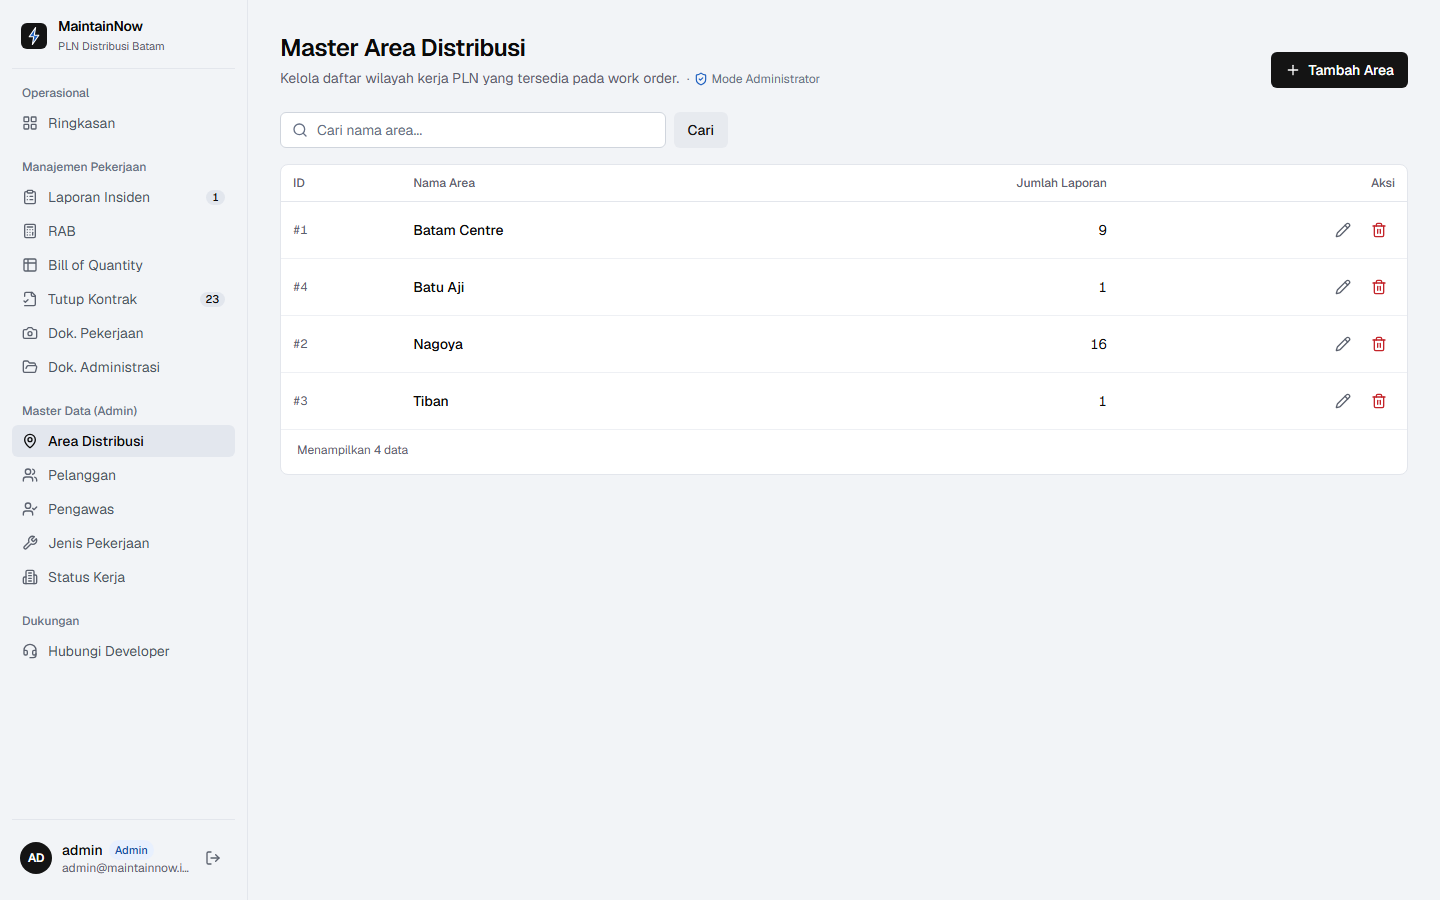 MaintainNow
PLN Distribusi Batam
Operasional
Ringkasan
Manajemen Pekerjaan
Laporan Insiden 1
RAB
Bill of Quantity
Tutup Kontrak 23
Dok. Pekerjaan
Dok. Administrasi
Master Data (Admin)
Area Distribusi
Pelanggan
Pengawas
Jenis Pekerjaan
Status Kerja
Dukungan
Hubungi Developer
AD admin Admin
admin@maintainnow.i...
Master Area Distribusi
Kelola daftar wilayah kerja PLN yang tersedia pada work order. · Mode Administrator
+ Tambah Area
Cari nama area... Cari
ID Nama Area Jumlah Laporan Aksi
#1 Batam Centre 9
#4 Batu Aji 1
#2 Nagoya 16
#3 Tiban 1
Menampilkan 4 data